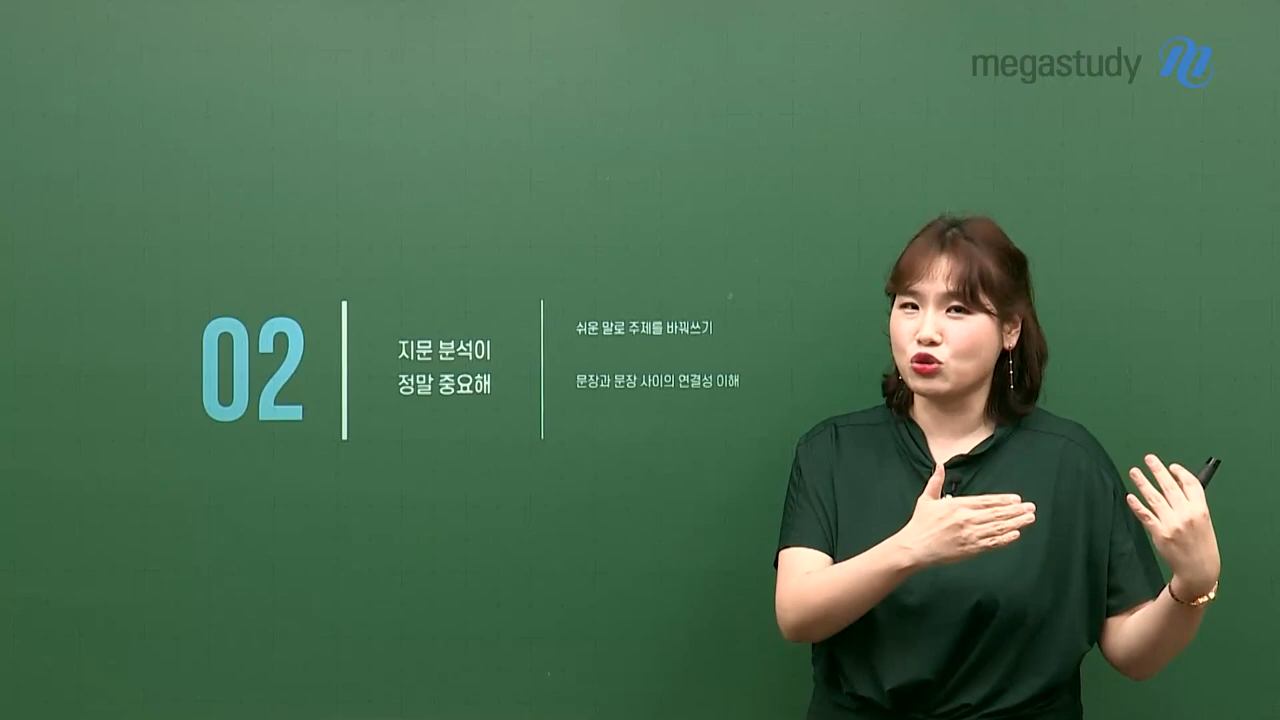 megastudy
02
지문 분석이
정말 중요해
쉬운 말로 주제를 바꿔쓰기
문장과 문장 사이의 연결성 이해